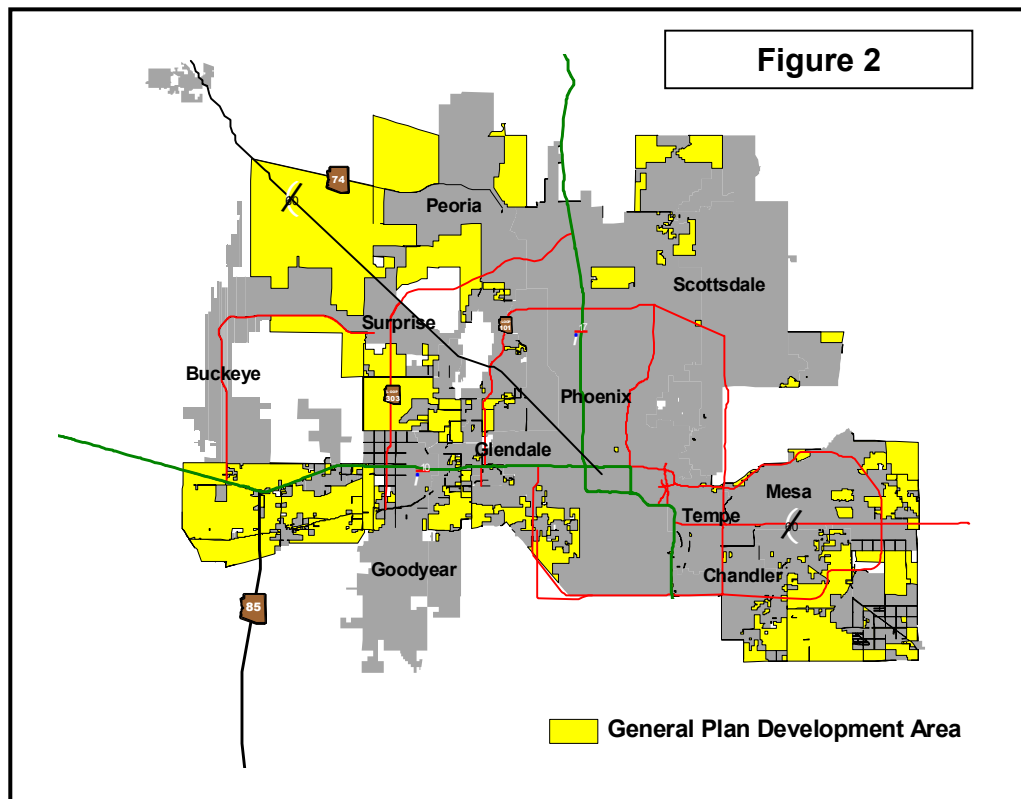 Figure 2
74
60
Peoria
Scottsdale
Surprise
101
17
Buckeye
Phoenix
303
Glendale
10
Mesa
Tempe
60
Goodyear
Chandler
85
General Plan Development Area